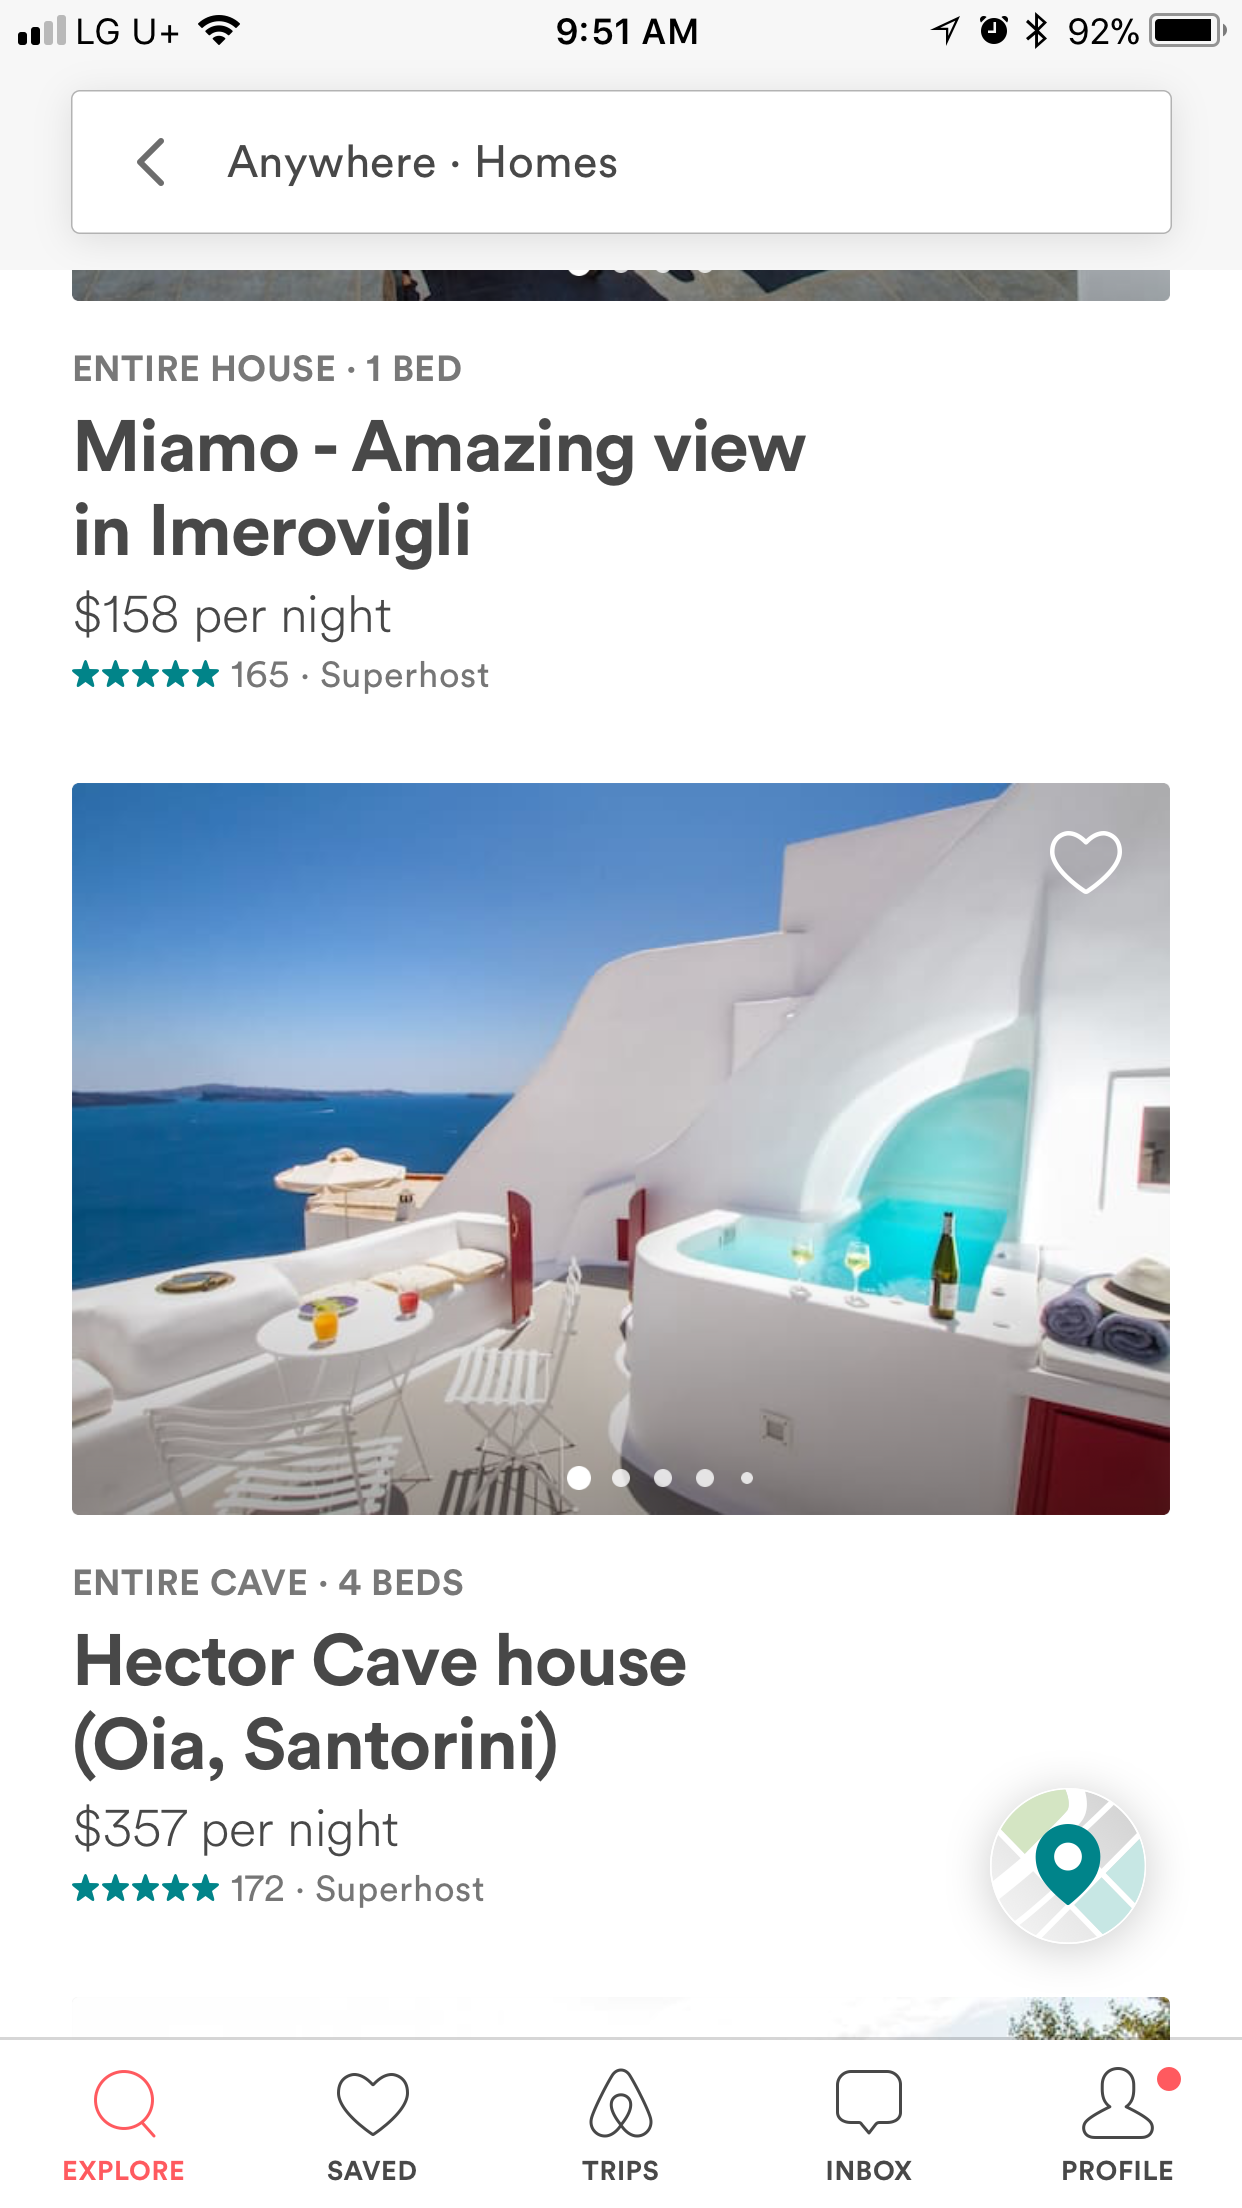 LG U+ 9:51 AM 92%
Anywhere · Homes
ENTIRE HOUSE · 1 BED
Miamo - Amazing view
in Imerovigli
$158 per night
165 · Superhost
ENTIRE CAVE · 4 BEDS
Hector Cave house
(Oia, Santorini)
$357 per night
172 · Superhost
EXPLORE SAVED TRIPS INBOX PROFILE